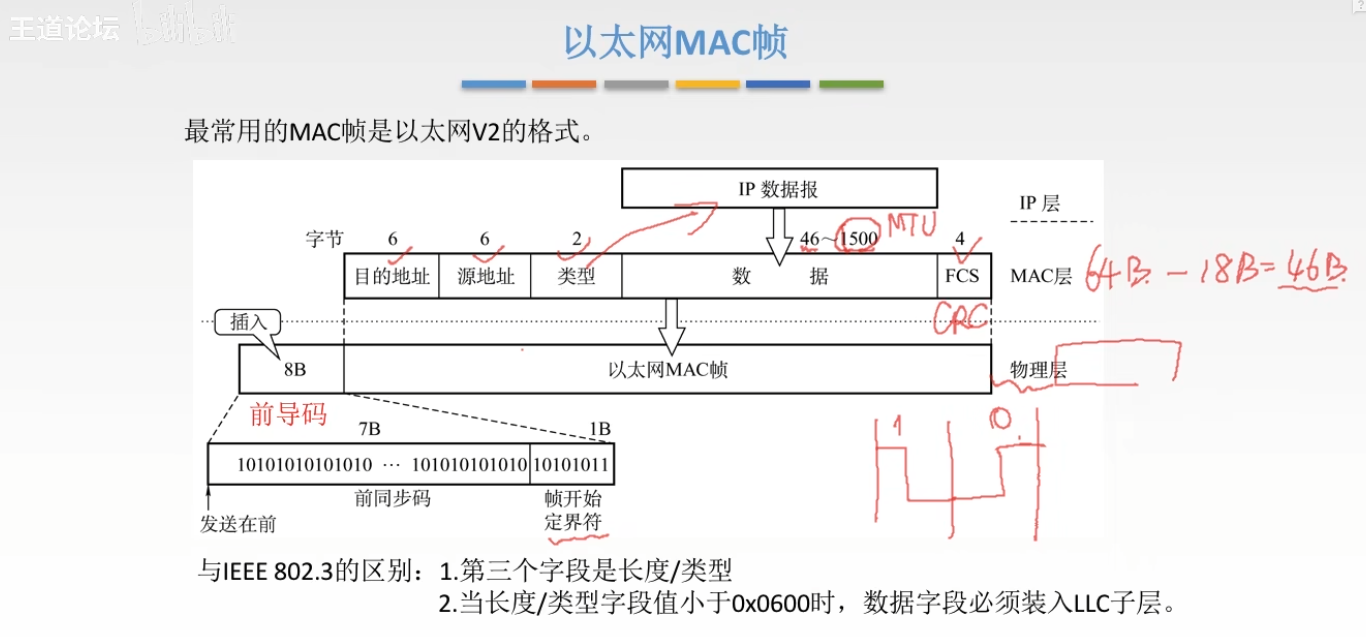 王道论坛 bilibili
以太网MAC帧
最常用的MAC帧是以太网V2的格式。
IP 数据报
IP 层
MTU
字节 6 6 2 46~1500 4
目的地址 源地址 类型 数 据 FCS MAC层 64B - 18B = 46B
CRC
插入
8B 以太网MAC帧 物理层
前导码
7B 1B
1 0
10101010101010 ··· 101010101010 10101011
前同步码 帧开始
定界符
发送在前
与IEEE 802.3的区别：1.第三个字段是长度/类型
2.当长度/类型字段值小于0x0600时，数据字段必须装入LLC子层。